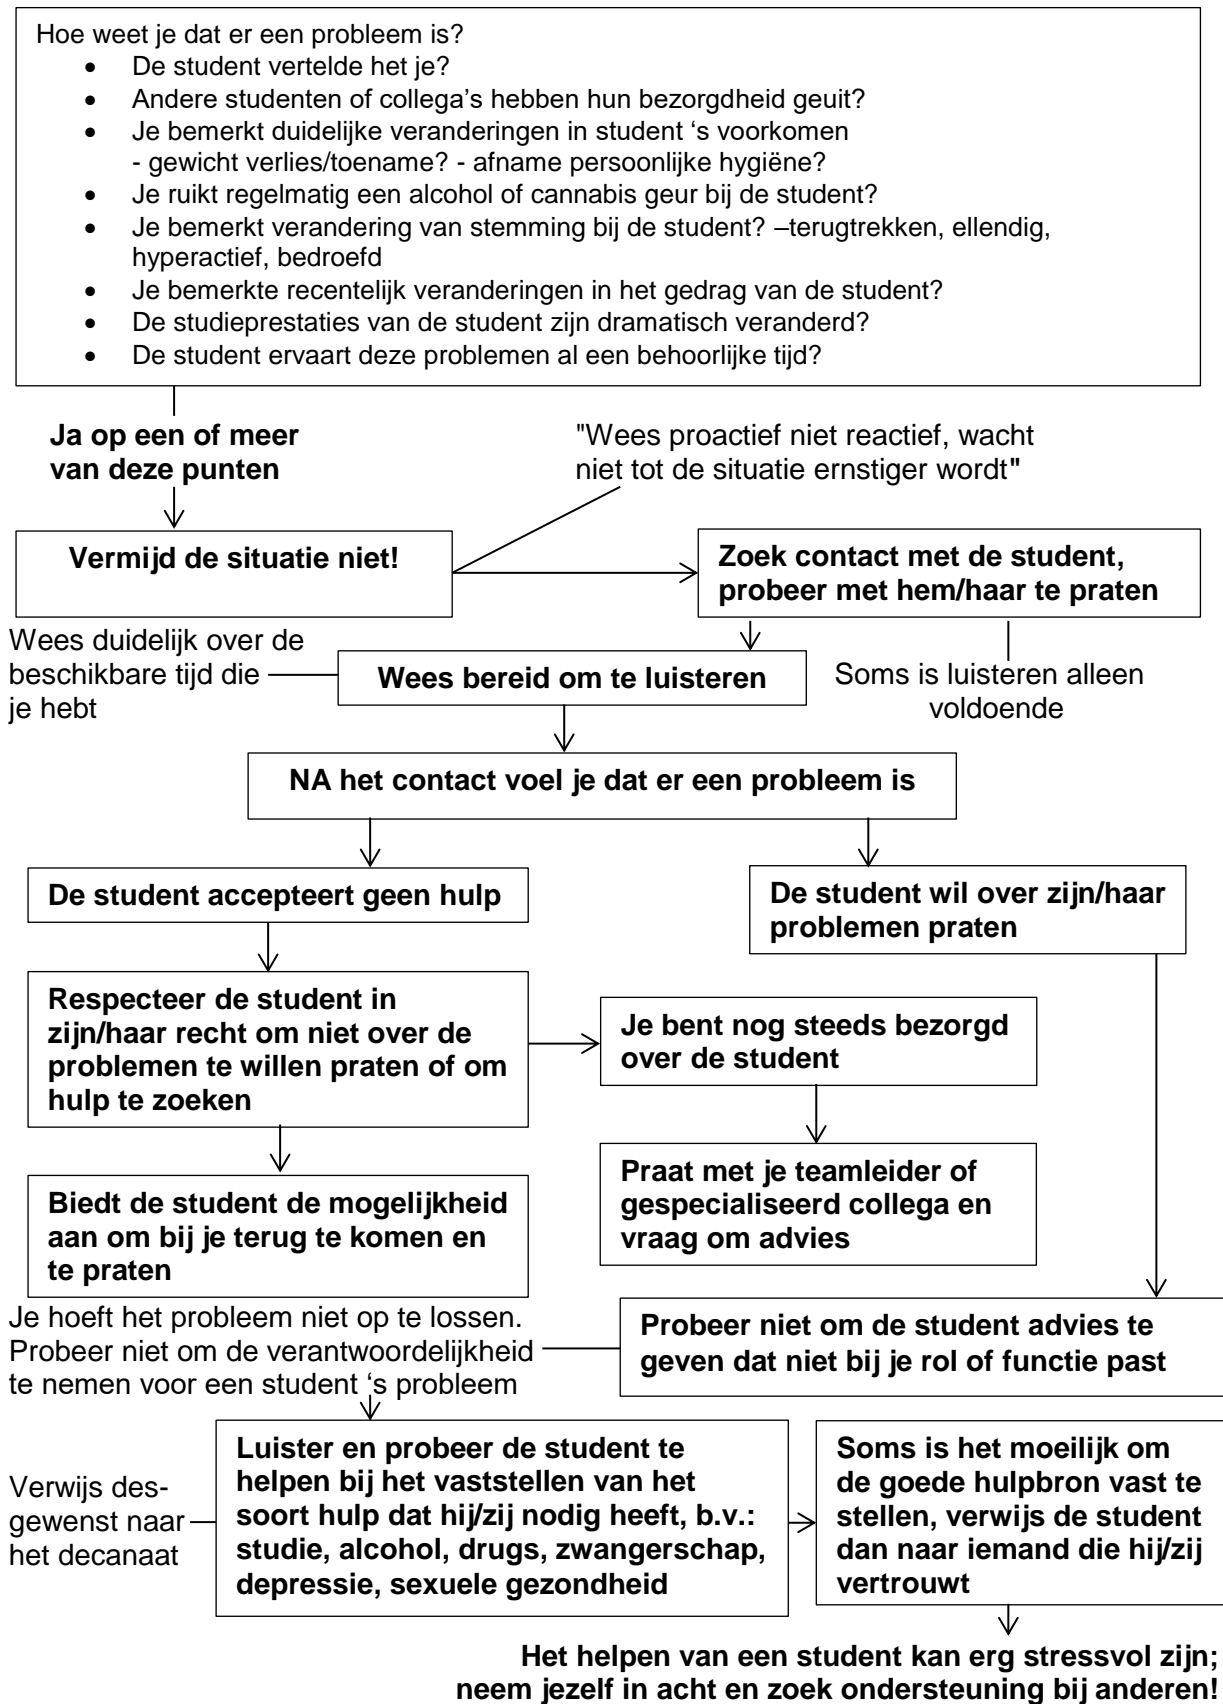 Hoe weet je dat er een probleem is?
• De student vertelde het je?
• Andere studenten of collega's hebben hun bezorgdheid geuit?
• Je bemerkt duidelijke veranderingen in student ‘s voorkomen
- gewicht verlies/toename? - afname persoonlijke hygiëne?
• Je ruikt regelmatig een alcohol of cannabis geur bij de student?
• Je bemerkt verandering van stemming bij de student? –terugtrekken, ellendig,
hyperactief, bedroefd
• Je bemerkte recentelijk veranderingen in het gedrag van de student?
• De studieprestaties van de student zijn dramatisch veranderd?
• De student ervaart deze problemen al een behoorlijke tijd?
Ja op een of meer
van deze punten
"Wees proactief niet reactief, wacht
niet tot de situatie ernstiger wordt"
Vermijd de situatie niet!
Zoek contact met de student,
probeer met hem/haar te praten
Wees duidelijk over de
beschikbare tijd die
je hebt
Wees bereid om te luisteren
Soms is luisteren alleen
voldoende
NA het contact voel je dat er een probleem is
De student accepteert geen hulp
De student wil over zijn/haar
problemen praten
Respecteer de student in
zijn/haar recht om niet over de
problemen te willen praten of om
hulp te zoeken
Je bent nog steeds bezorgd
over de student
Biedt de student de mogelijkheid
aan om bij je terug te komen en
te praten
Praat met je teamleider of
gespecialiseerd collega en
vraag om advies
Je hoeft het probleem niet op te lossen.
Probeer niet om de verantwoordelijkheid
te nemen voor een student ‘s probleem
Probeer niet om de student advies te
geven dat niet bij je rol of functie past
Verwijs des-
gewenst naar
het decanaat
Luister en probeer de student te
helpen bij het vaststellen van het
soort hulp dat hij/zij nodig heeft, b.v.:
studie, alcohol, drugs, zwangerschap,
depressie, sexuele gezondheid
Soms is het moeilijk om
de goede hulpbron vast te
stellen, verwijs de student
dan naar iemand die hij/zij
vertrouwt
Het helpen van een student kan erg stressvol zijn;
neem jezelf in acht en zoek ondersteuning bij anderen!